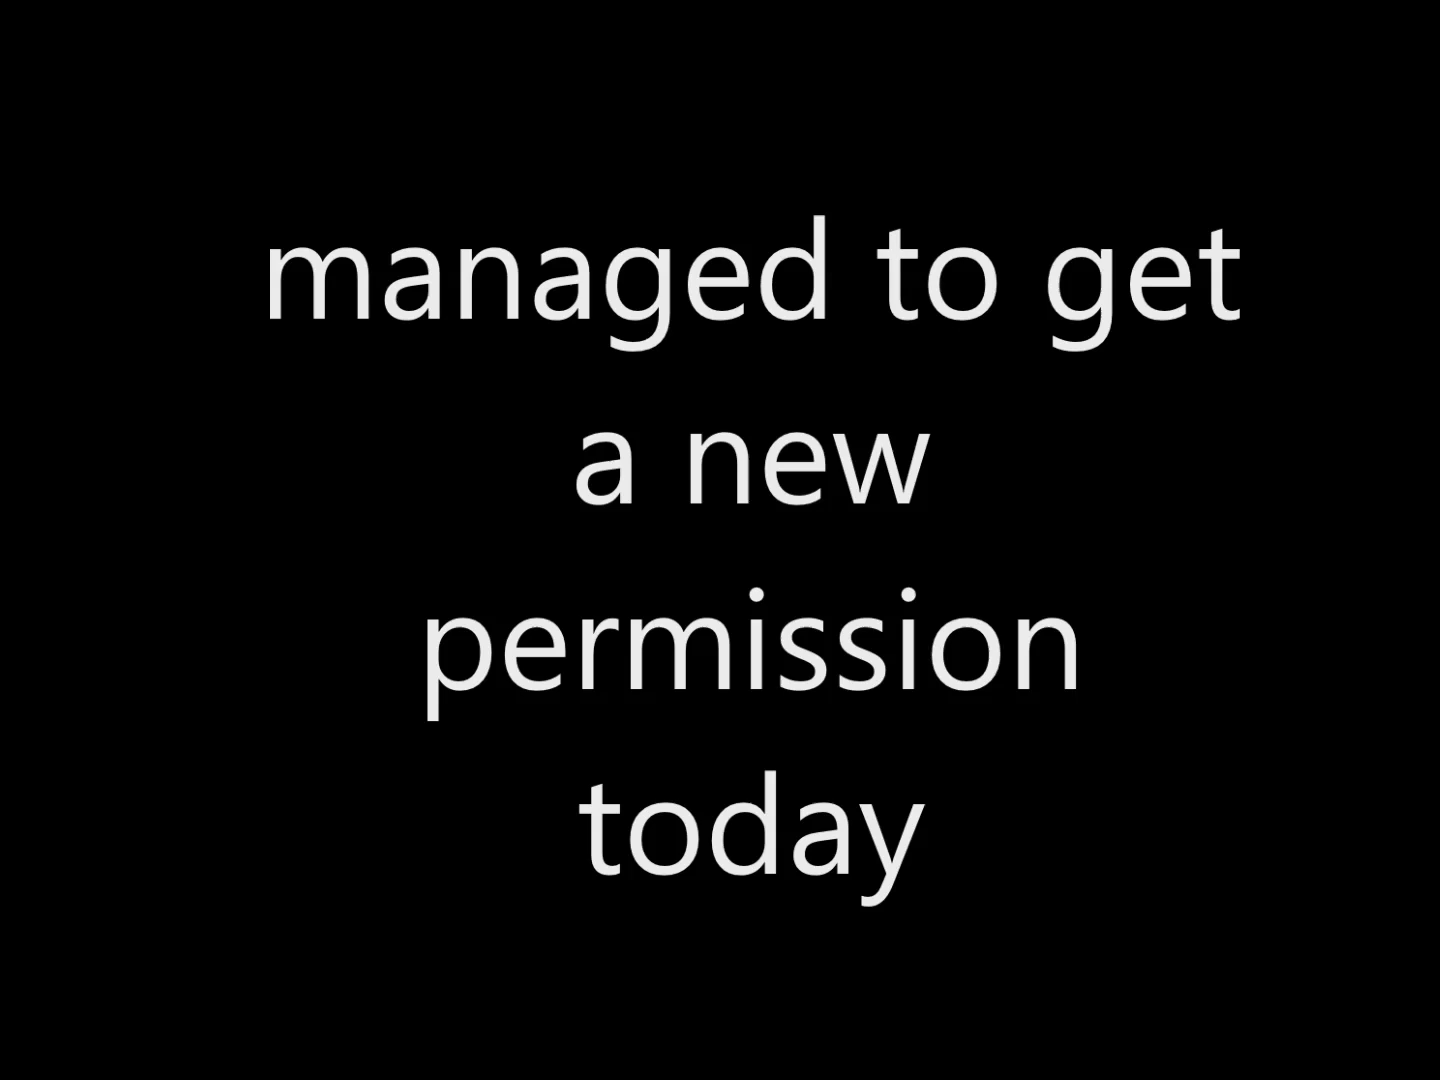 managed to get
a new
permission
today